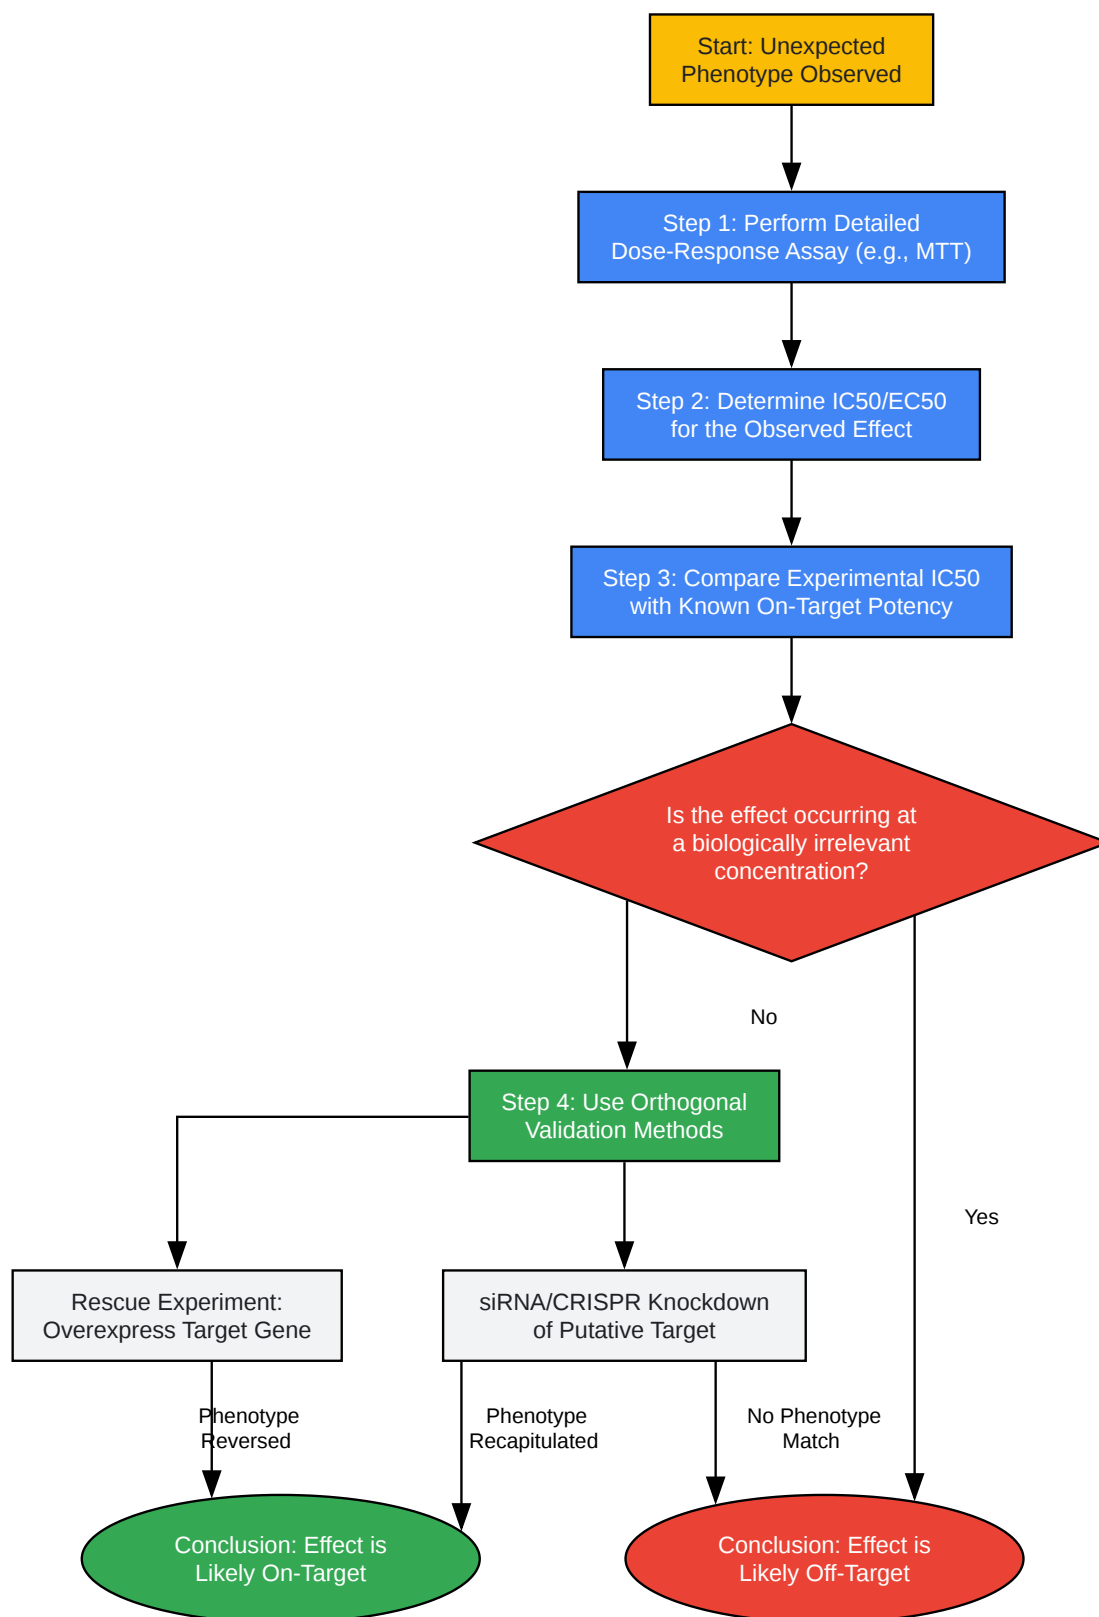 Start: Unexpected
Phenotype Observed
Step 1: Perform Detailed
Dose-Response Assay (e.g., MTT)
Step 2: Determine IC50/EC50
for the Observed Effect
Step 3: Compare Experimental IC50
with Known On-Target Potency
Is the effect occurring at
a biologically irrelevant
concentration?
No
Step 4: Use Orthogonal
Validation Methods
Yes
Rescue Experiment:
Overexpress Target Gene
siRNA/CRISPR Knockdown
of Putative Target
Phenotype
Reversed
Phenotype
Recapitulated
No Phenotype
Match
Conclusion: Effect is
Likely On-Target
Conclusion: Effect is
Likely Off-Target